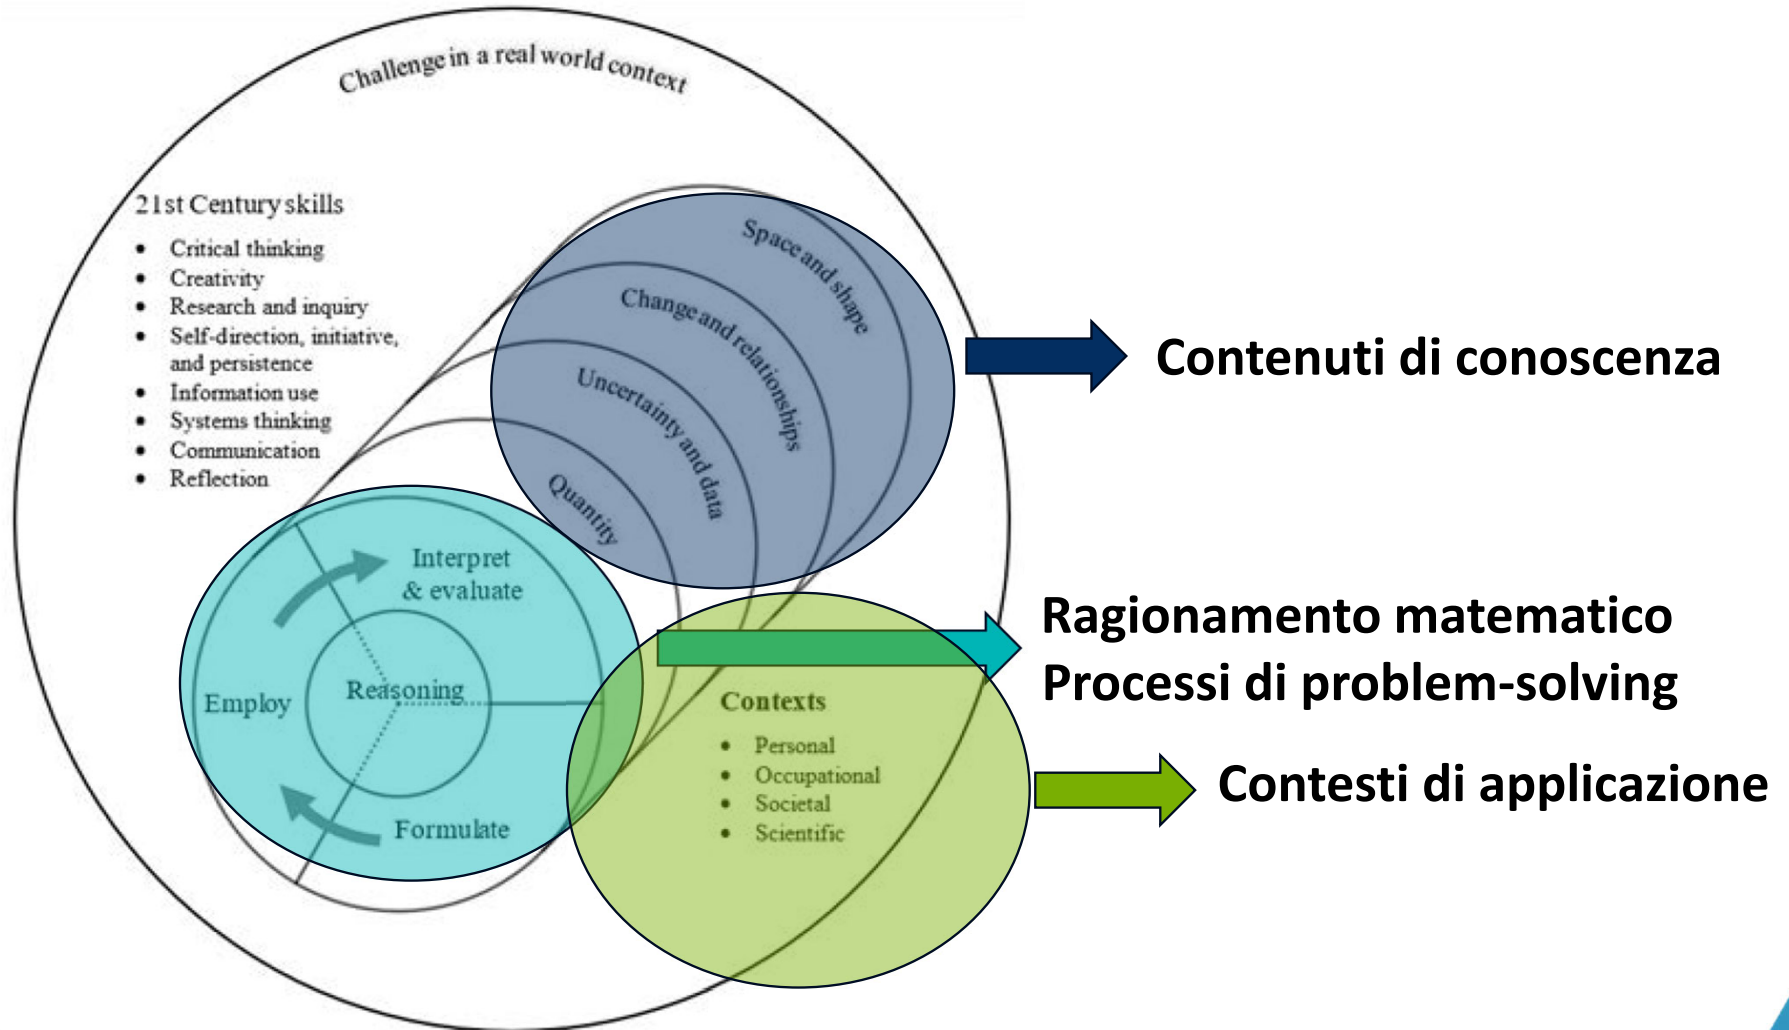 Challenge in a real world context
21st Century skills
• Critical thinking
• Creativity
• Research and inquiry
• Self-direction, initiative,
and persistence
• Information use
• Systems thinking
• Communication
• Reflection
Space and shape
Change and relationships
Uncertainty and data
Quantity
Interpret
& evaluate
Reasoning
Employ
Formulate
Contexts
• Personal
• Occupational
• Societal
• Scientific
Contenuti di conoscenza
Ragionamento matematico
Processi di problem-solving
Contesti di applicazione